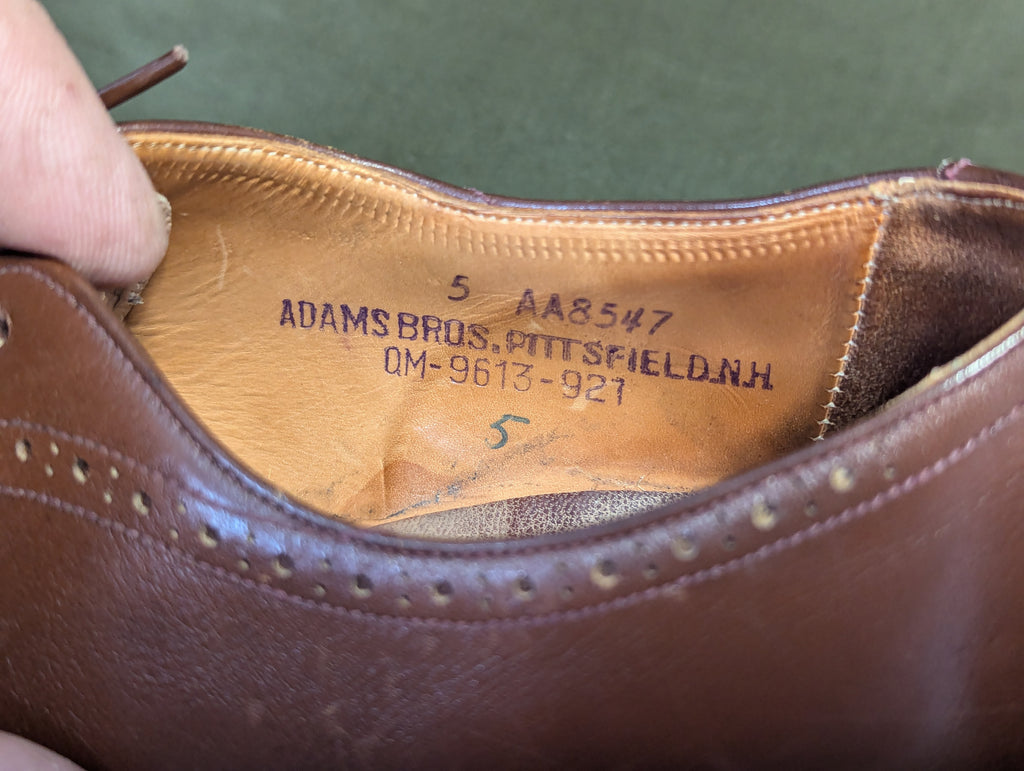 5 AA8547
ADAMS BROS. PITTSFIELD.N.H.
QM-9613-921
5